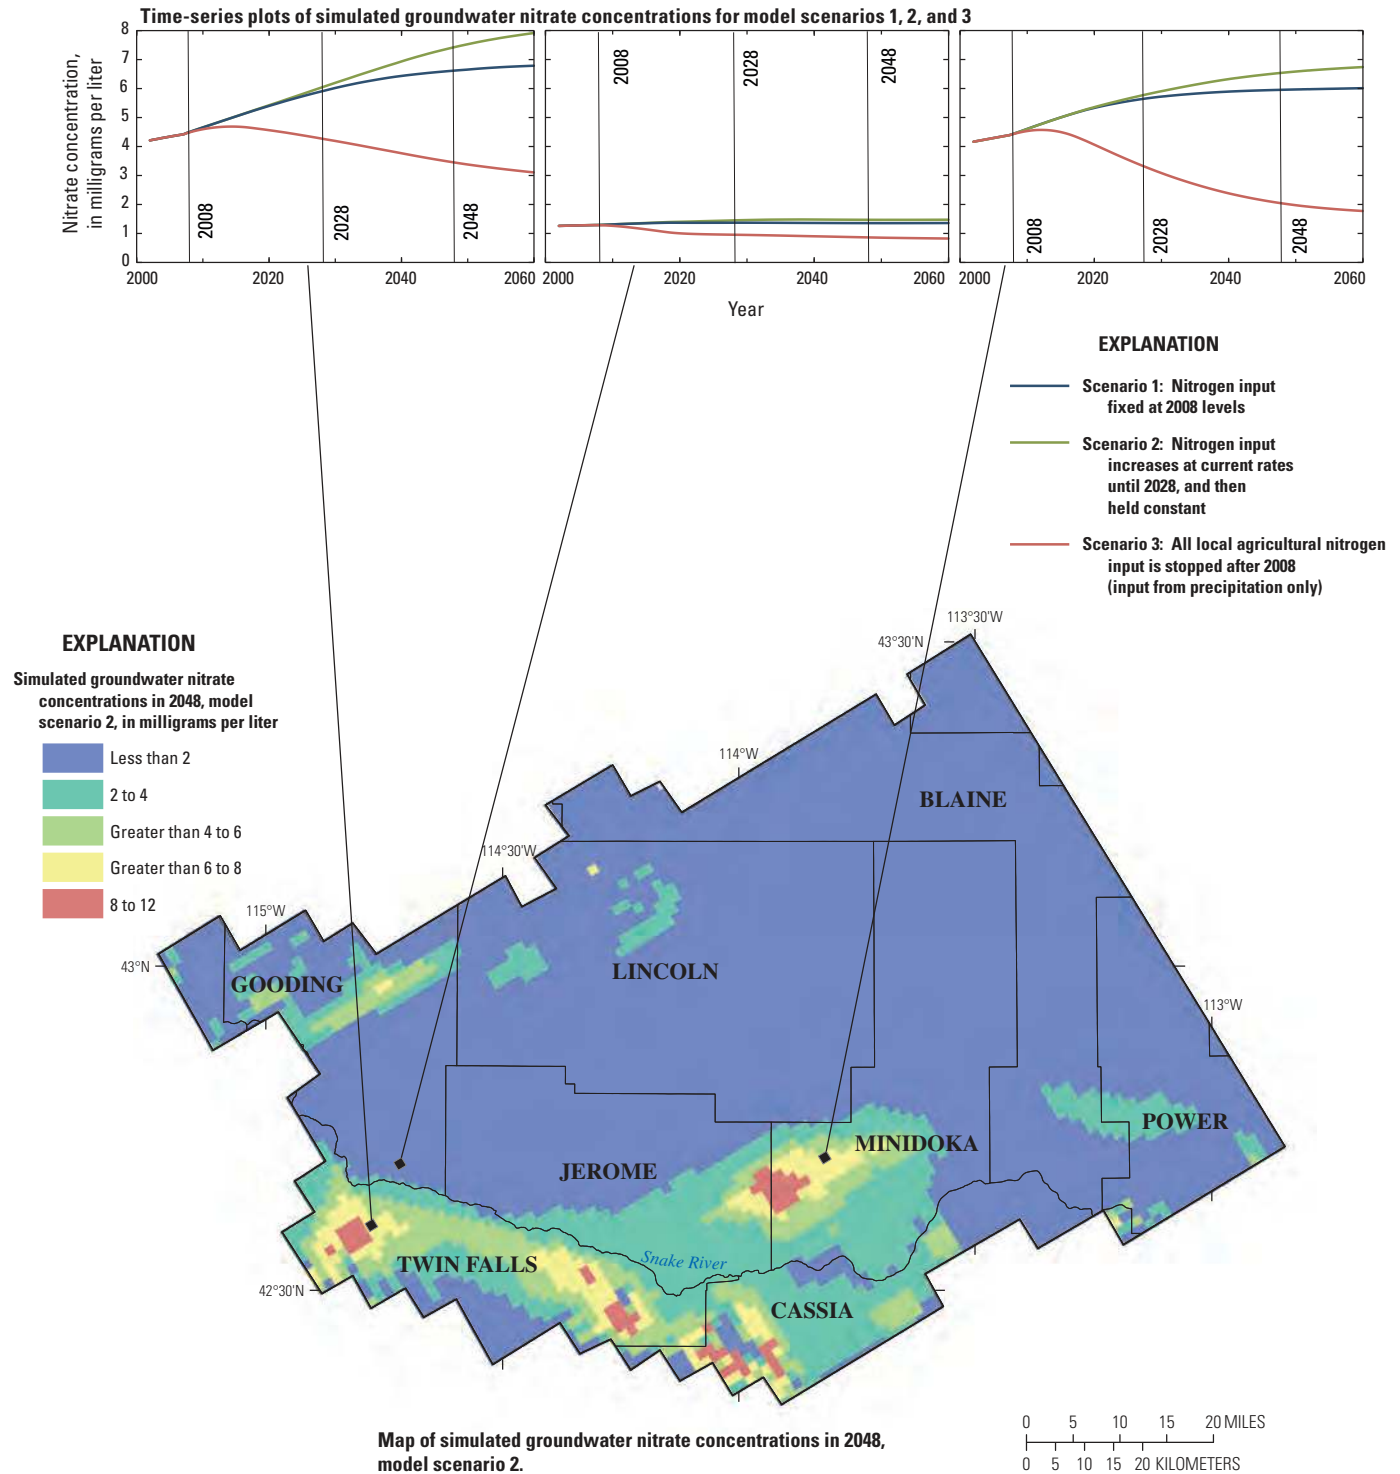 Time-series plots of simulated groundwater nitrate concentrations for model scenarios 1, 2, and 3
Nitrate concentration,
in milligrams per liter
8
7
6
5
4
3
2
1
0
2008
2028
2048
2000
2020
2040
2060
2008
2028
2048
2000
2020
2040
2060
2008
2028
2048
2000
2020
2040
2060
Year
EXPLANATION
Scenario 1: Nitrogen input
fixed at 2008 levels
Scenario 2: Nitrogen input
increases at current rates
until 2028, and then
held constant
Scenario 3: All local agricultural nitrogen
input is stopped after 2008
(input from precipitation only)
EXPLANATION
Simulated groundwater nitrate
concentrations in 2048, model
scenario 2, in milligrams per liter
Less than 2
2 to 4
Greater than 4 to 6
Greater than 6 to 8
8 to 12
113°30'W
43°30'N
114°W
BLAINE
114°30'W
115°W
43°N
GOODING
LINCOLN
113°W
POWER
MINIDOKA
JEROME
TWIN FALLS
Snake River
42°30'N
CASSIA
Map of simulated groundwater nitrate concentrations in 2048,
model scenario 2.
0 5 10 15 20 MILES
0 5 10 15 20 KILOMETERS